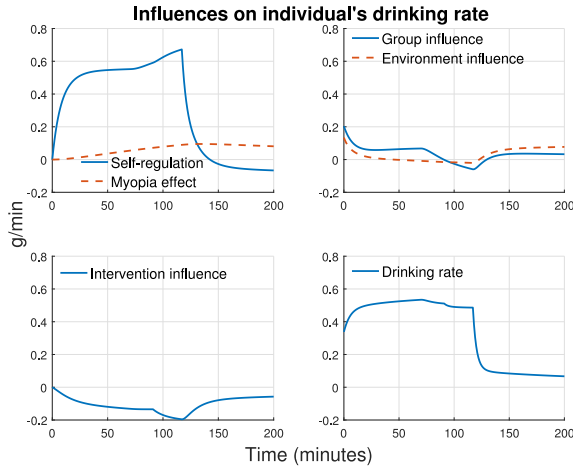 Influences on individual's drinking rate
g/min
0.8
0.6
0.4
0.2
0
-0.2
0 50 100 150 200
Self-regulation
Myopia effect
0.8
0.6
0.4
0.2
0
-0.2
0 50 100 150 200
Group influence
Environment influence
0.8
0.6
0.4
0.2
0
-0.2
0 50 100 150 200
Intervention influence
0.8
0.6
0.4
0.2
0
-0.2
0 50 100 150 200
Drinking rate
Time (minutes)